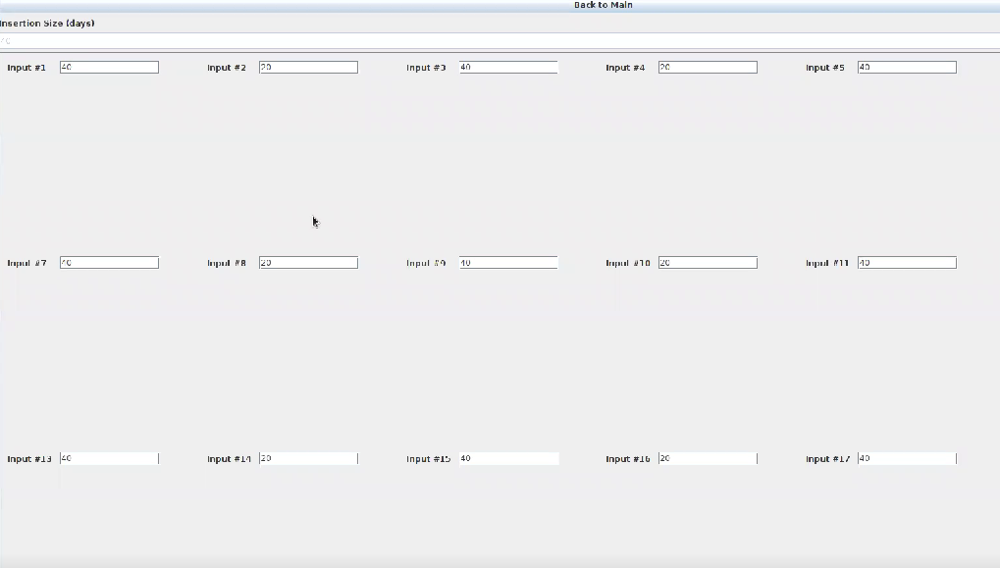 Back to Main
Insertion Size (days)
40
Input #1 40 Input #2 20 Input #3 40 Input #4 20 Input #5 40
Input #7 40 Input #8 20 Input #9 40 Input #10 20 Input #11 40
Input #13 40 Input #14 20 Input #15 40 Input #16 20 Input #17 40